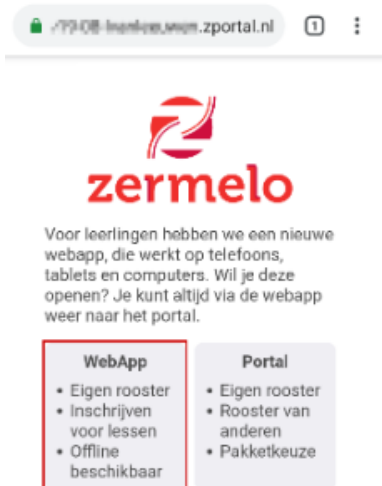 .zportal.nl
1
zermelo
Voor leerlingen hebben we een nieuwe
webapp, die werkt op telefoons,
tablets en computers. Wil je deze
openen? Je kunt altijd via de webapp
weer naar het portal.
WebApp
• Eigen rooster
• Inschrijven
voor lessen
• Offline
beschikbaar
Portal
• Eigen rooster
• Rooster van
anderen
• Pakketkeuze